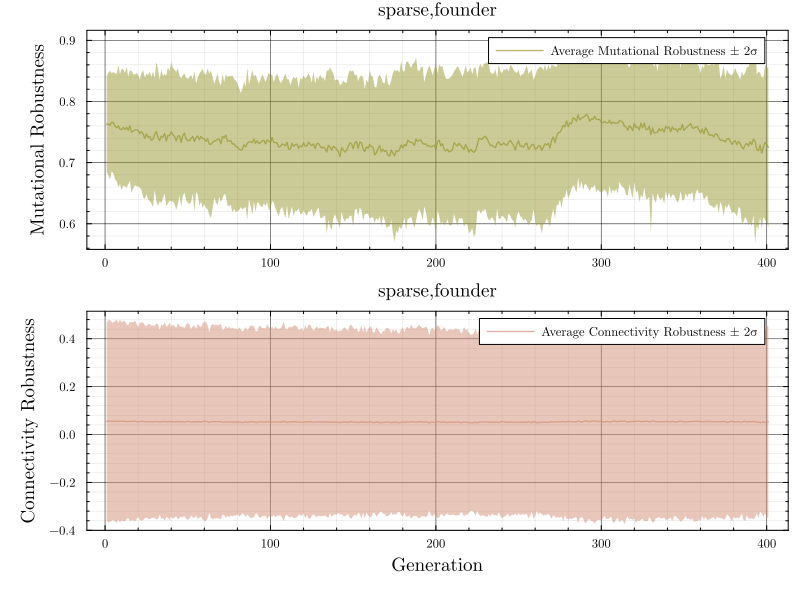 sparse,founder
Average Mutational Robustness ± 2σ
Mutational Robustness
0.9
0.8
0.7
0.6
0 100 200 300 400
sparse,founder
Average Connectivity Robustness ± 2σ
Connectivity Robustness
0.4
0.2
0.0
−0.2
−0.4
0 100 200 300 400
Generation